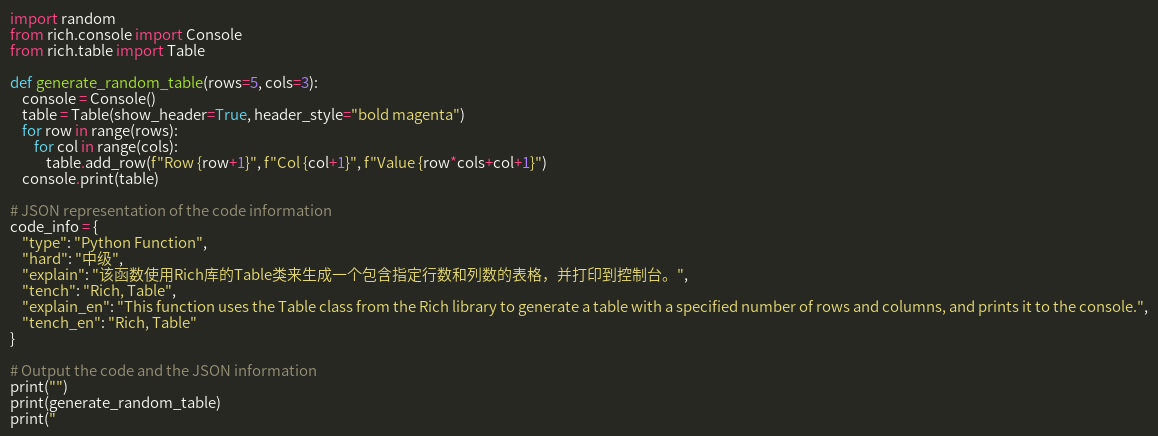 import random
from rich.console import Console
from rich.table import Table

def generate_random_table(rows=5, cols=3):
    console = Console()
    table = Table(show_header=True, header_style="bold magenta")
    for row in range(rows):
        for col in range(cols):
            table.add_row(f"Row {row+1}", f"Col {col+1}", f"Value {row*cols+col+1}")
    console.print(table)

# JSON representation of the code information
code_info = {
    "type": "Python Function",
    "hard": "中级",
    "explain": "该函数使用Rich库的Table类来生成一个包含指定行数和列数的表格，并打印到控制台。",
    "tench": "Rich, Table",
    "explain_en": "This function uses the Table class from the Rich library to generate a table with a specified number of rows and columns, and prints it to the console.",
    "tench_en": "Rich, Table"
}

# Output the code and the JSON information
print("")
print(generate_random_table)
print("